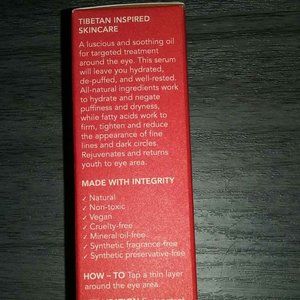 TIBETAN INSPIRED
SKINCARE
A luscious and soothing oil
for targeted treatment
around the eye. This serum
will leave you hydrated,
de-puffed, and well-rested.
All-natural ingredients work
to hydrate and negate
puffiness and dryness,
while fatty acids work to
firm, tighten and reduce
the appearance of fine
lines and dark circles.
Rejuvenates and returns
youth to eye area.
MADE WITH INTEGRITY
✓ Natural
✓ Non-toxic
✓ Vegan
✓ Cruelty-free
✓ Mineral oil-free
✓ Synthetic fragrance-free
✓ Synthetic preservative-free
HOW – TO Tap a thin layer
around the eye area.